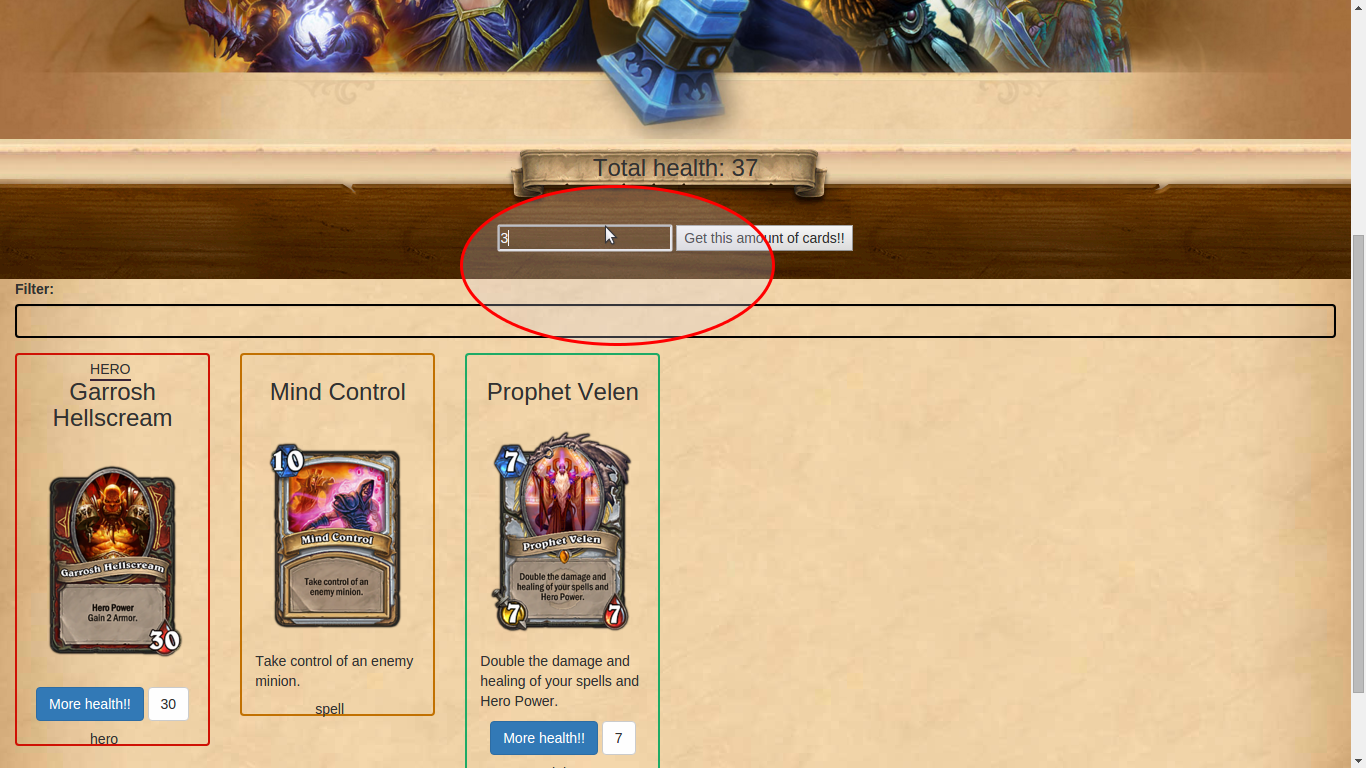 Total health: 37
3
Get this amount of cards!!
Filter:
HERO
Garrosh
Hellscream
Garrosh Hellscream
Hero Power
Gain 2 Armor.
30
More health!!
30
hero
Mind Control
10
Mind Control
Take control of an
enemy minion.
Take control of an enemy
minion.
spell
Prophet Velen
7
Prophet Velen
Double the damage and
healing of your spells and
Hero Power.
7
7
Double the damage and
healing of your spells and
Hero Power.
More health!!
7